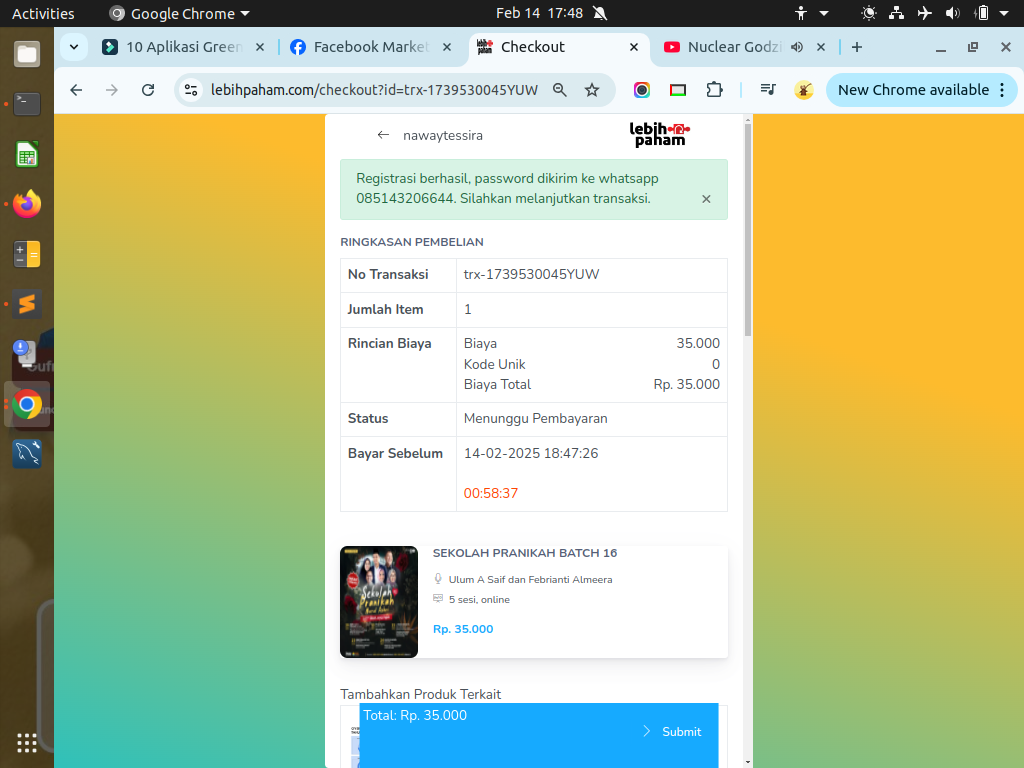 Activities
Google Chrome
Feb 14 17:48
10 Aplikasi Green
Facebook Market
Checkout
Nuclear Godzi
lebihpaham.com/checkout?id=trx-1739530045YUW
New Chrome available
nawaytessira
lebih
paham
Registrasi berhasil, password dikirim ke whatsapp
085143206644. Silahkan melanjutkan transaksi.
RINGKASAN PEMBELIAN
No Transaksi trx-1739530045YUW
Jumlah Item 1
Rincian Biaya Biaya 35.000
Kode Unik 0
Biaya Total Rp. 35.000
Status Menunggu Pembayaran
Bayar Sebelum 14-02-2025 18:47:26
00:58:37
SEKOLAH PRANIKAH BATCH 16
Ulum A Saif dan Febrianti Almeera
5 sesi, online
Rp. 35.000
Sekolah
Pranikah
Tambahkan Produk Terkait
Total: Rp. 35.000
Submit